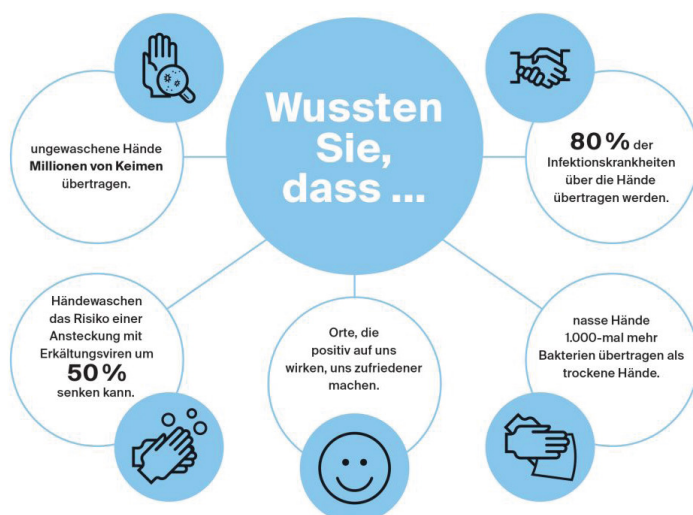 Wussten
Sie,
dass ...
ungewaschene Hände
Millionen von Keimen
übertragen.
80 % der
Infektionskrankheiten
über die Hände
übertragen werden.
Händewaschen
das Risiko einer
Ansteckung mit
Erkältungsviren um
50 %
senken kann.
Orte, die
positiv auf uns
wirken, uns zufriedener
machen.
nasse Hände
1.000-mal mehr
Bakterien übertragen als
trockene Hände.